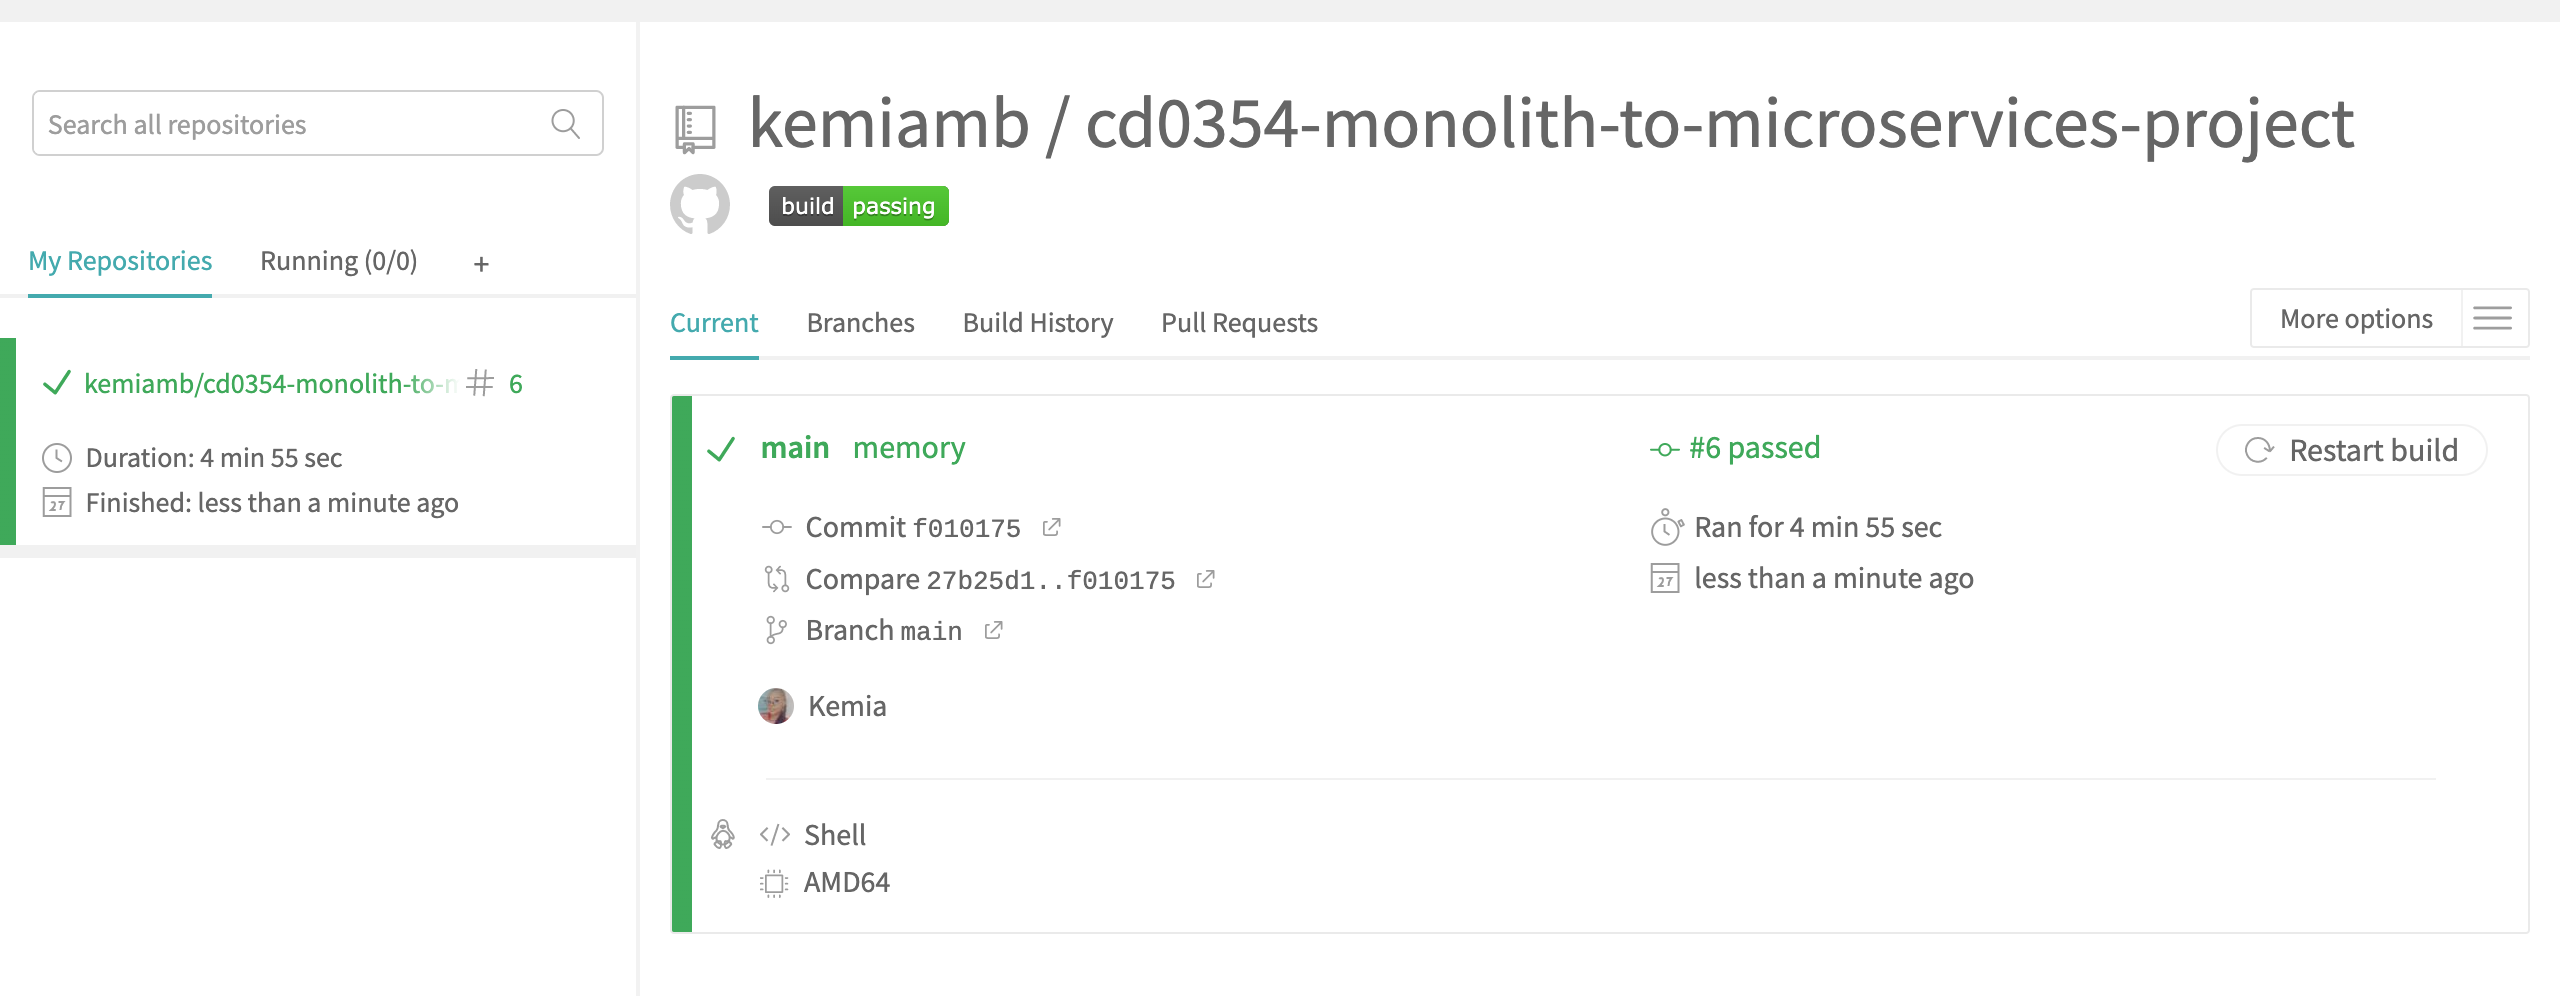 Search all repositories
My Repositories Running (0/0) +
kemiamb/cd0354-monolith-to- # 6
Duration: 4 min 55 sec
27 Finished: less than a minute ago
kemiamb / cd0354-monolith-to-microservices-project
build passing
Current Branches Build History Pull Requests More options
main memory #6 passed Restart build
Commit f010175 Ran for 4 min 55 sec
Compare 27b25d1..f010175 27 less than a minute ago
Branch main
Kemia
</> Shell
AMD64